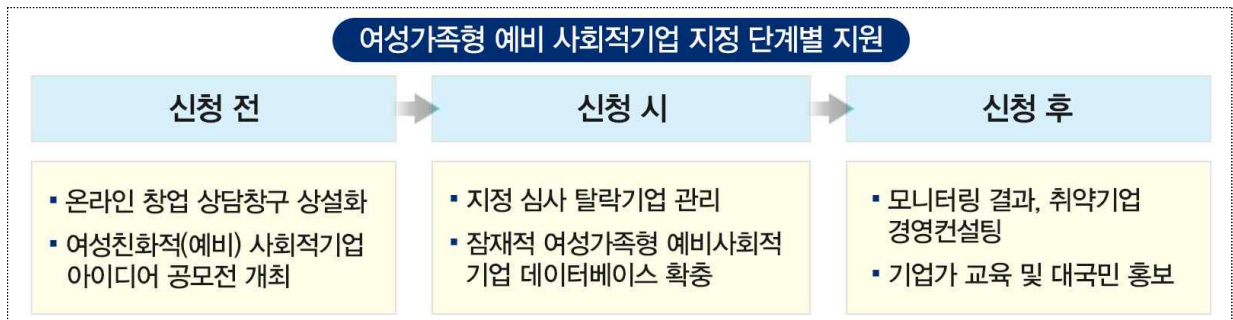 여성가족형 예비 사회적기업 지정 단계별 지원
신청 전
신청 시
신청 후
▪ 온라인 창업 상담창구 상설화
▪ 여성친화적(예비) 사회적기업
아이디어 공모전 개최
▪ 지정 심사 탈락기업 관리
▪ 잠재적 여성가족형 예비사회적
기업 데이터베이스 확충
▪ 모니터링 결과, 취약기업
경영컨설팅
▪ 기업가 교육 및 대국민 홍보